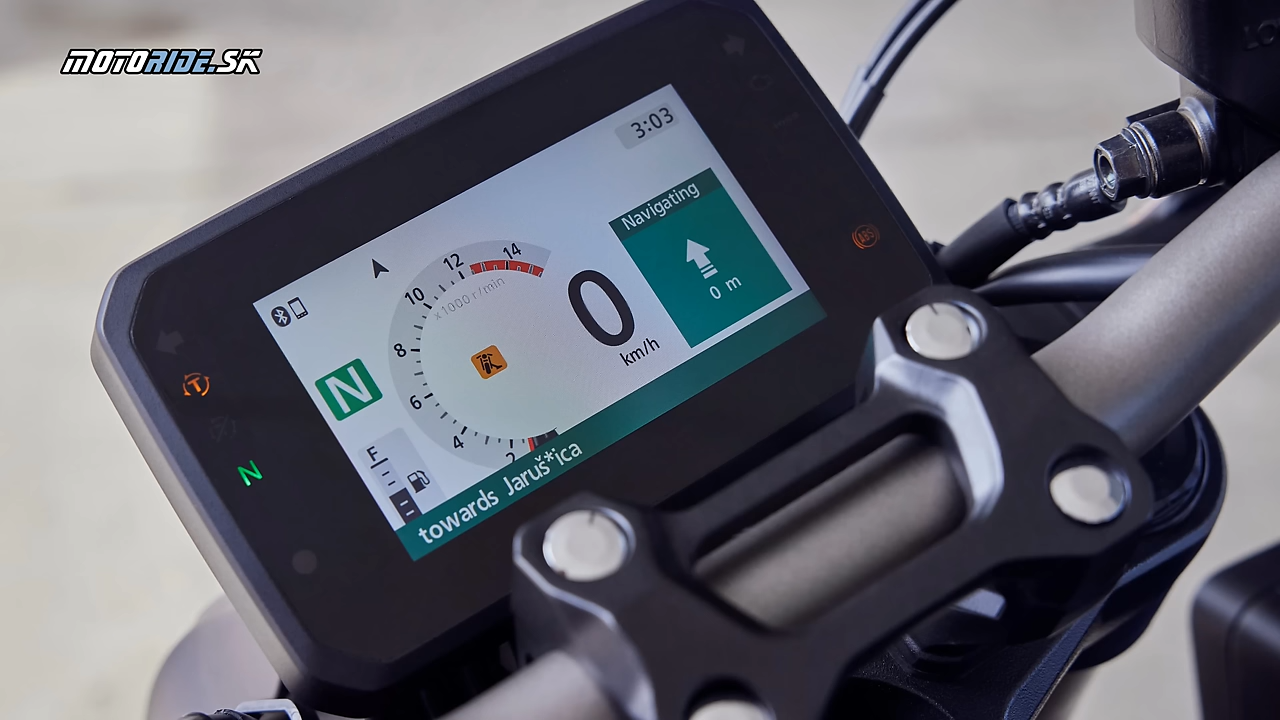 MOTORIDE.SK
3:03
Navigating
0 m
14
12
10
8
6
4
2
x1000 r/min
0
km/h
N
F
towards Jaruš*ica
T
N
ABS